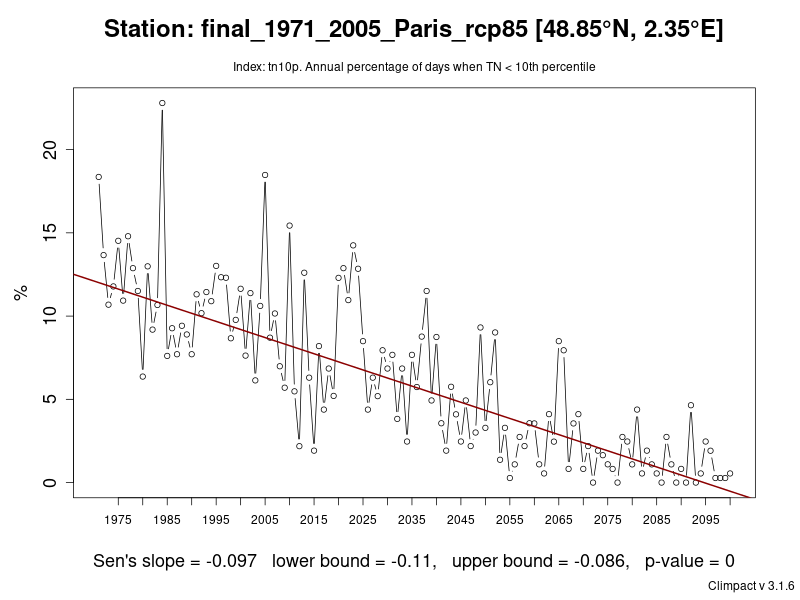 Station: final_1971_2005_Paris_rcp85 [48.85°N, 2.35°E]
Index: tn10p. Annual percentage of days when TN < 10th percentile
20
15
10
5
0
%
1975 1985 1995 2005 2015 2025 2035 2045 2055 2065 2075 2085 2095
Sen's slope = -0.097 lower bound = -0.11, upper bound = -0.086, p-value = 0
Climpact v 3.1.6